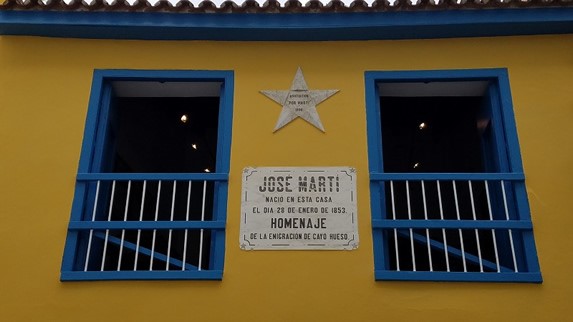 JOSE MARTI
NACIO EN ESTA CASA
EL DIA 28 DE ENERO DE 1853.
HOMENAJE
DE LA EMIGRACION DE CAYO HUESO